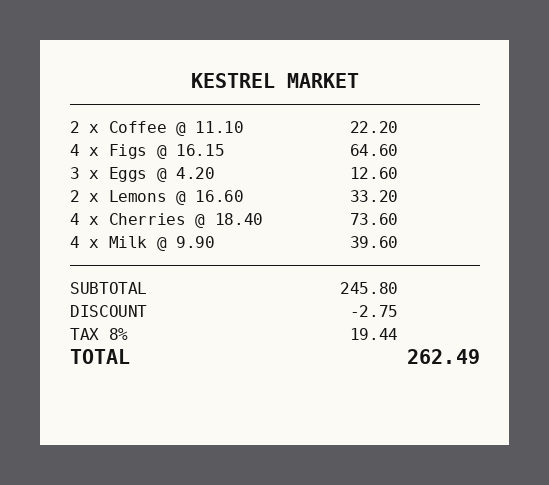 KESTREL MARKET
2 x Coffee @ 11.10 22.20
4 x Figs @ 16.15 64.60
3 x Eggs @ 4.20 12.60
2 x Lemons @ 16.60 33.20
4 x Cherries @ 18.40 73.60
4 x Milk @ 9.90 39.60
SUBTOTAL 245.80
DISCOUNT -2.75
TAX 8% 19.44
TOTAL 262.49